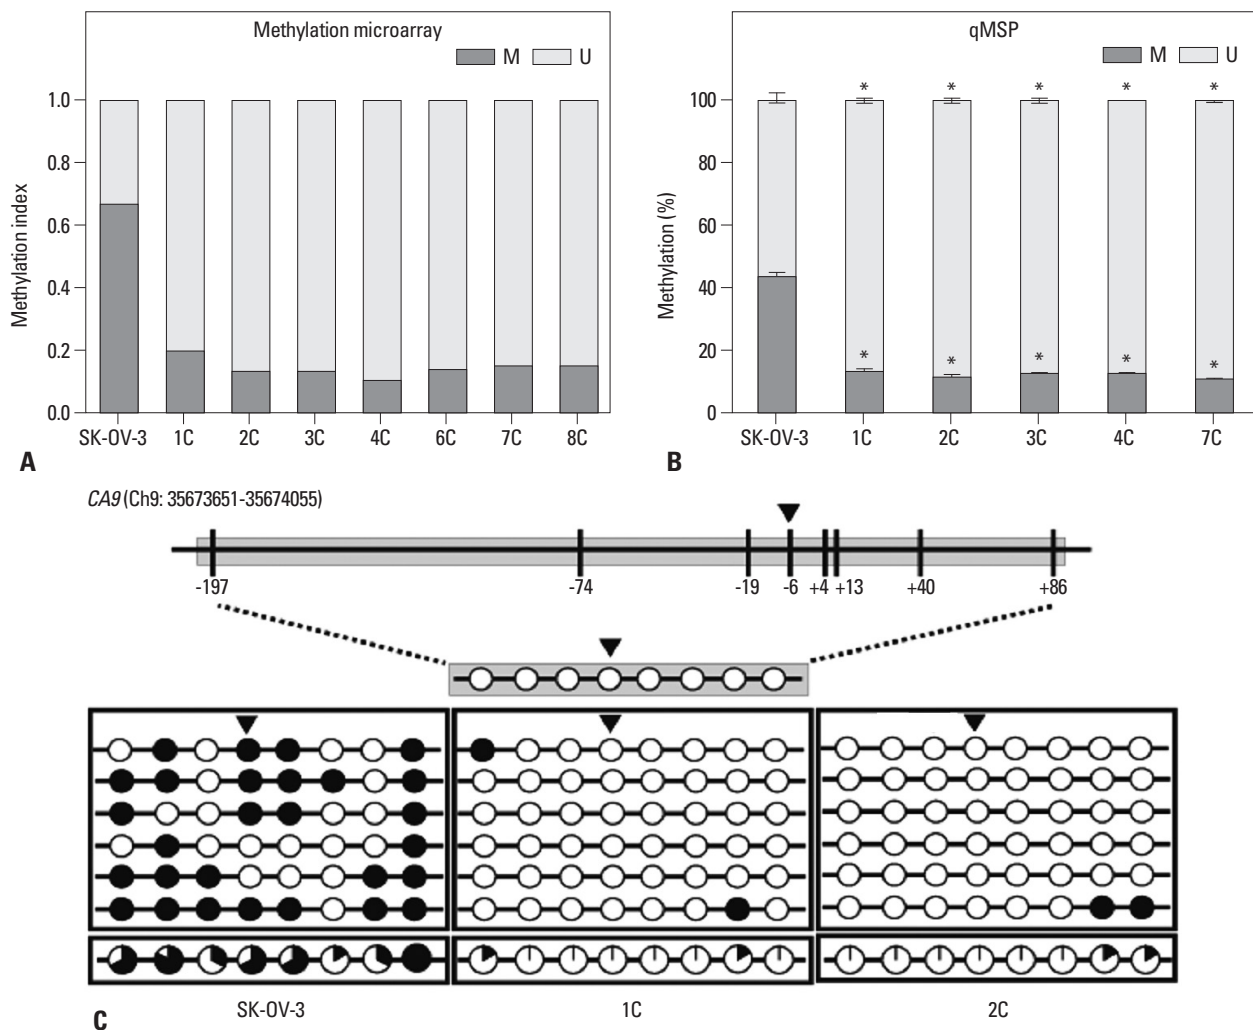 Methylation microarray
M U
Methylation index
1.0
0.8
0.6
0.4
0.2
0.0
SK-OV-3 1C 2C 3C 4C 6C 7C 8C
A
qMSP
M U
Methylation (%)
* * * * *
100
80
60
40
20
0
* * * * *
SK-OV-3 1C 2C 3C 4C 7C
B
CA9 (Ch9: 35673651-35674055)
-197 -74 -19 -6 +4 +13 +40 +86
SK-OV-3 1C 2C
C